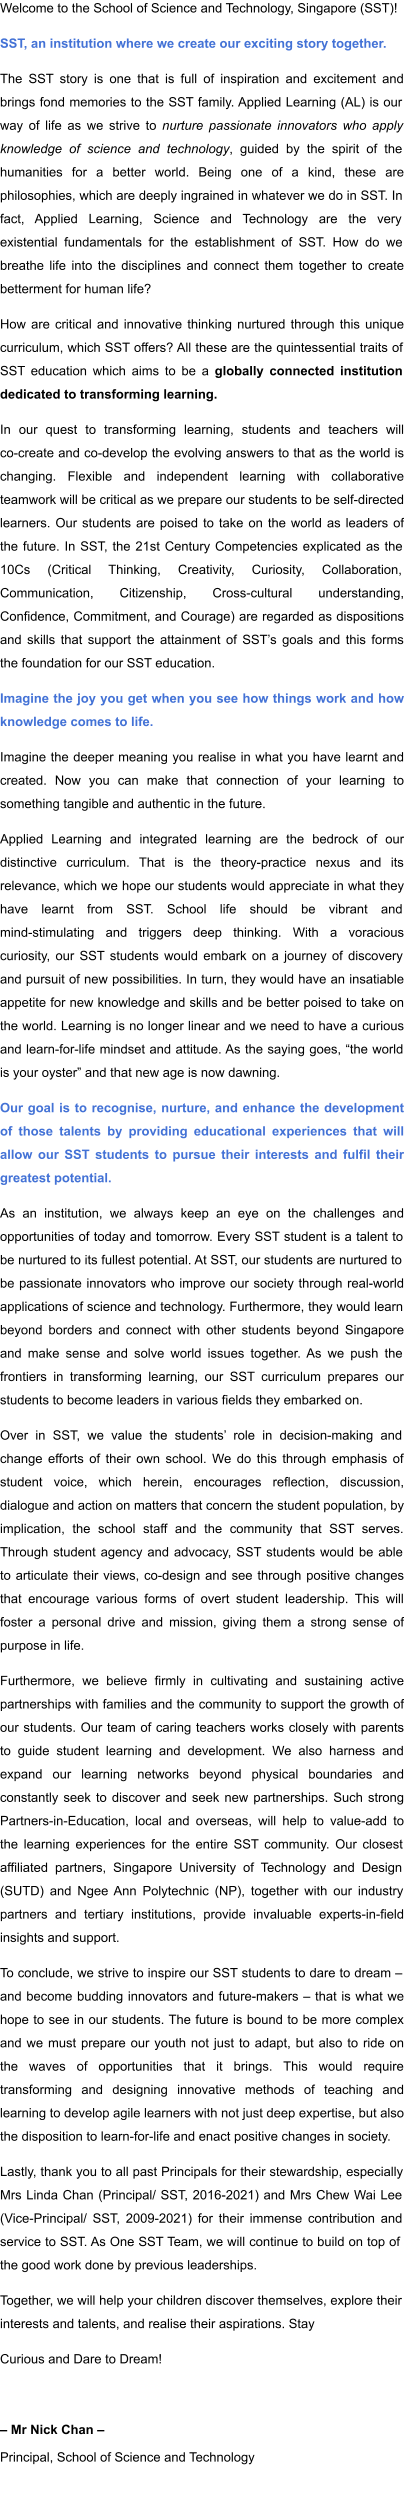 Welcome to the School of Science and Technology, Singapore (SST)!
SST, an institution where we create our exciting story together.
The SST story is one that is full of inspiration and excitement and
brings fond memories to the SST family. Applied Learning (AL) is our
way of life as we strive to nurture passionate innovators who apply
knowledge of science and technology, guided by the spirit of the
humanities for a better world. Being one of a kind, these are
philosophies, which are deeply ingrained in whatever we do in SST. In
fact, Applied Learning, Science and Technology are the very
existential fundamentals for the establishment of SST. How do we
breathe life into the disciplines and connect them together to create
betterment for human life?
How are critical and innovative thinking nurtured through this unique
curriculum, which SST offers? All these are the quintessential traits of
SST education which aims to be a globally connected institution
dedicated to transforming learning.
In our quest to transforming learning, students and teachers will
co-create and co-develop the evolving answers to that as the world is
changing. Flexible and independent learning with collaborative
teamwork will be critical as we prepare our students to be self-directed
learners. Our students are poised to take on the world as leaders of
the future. In SST, the 21st Century Competencies explicated as the
10Cs (Critical Thinking, Creativity, Curiosity, Collaboration,
Communication, Citizenship, Cross-cultural understanding,
Confidence, Commitment, and Courage) are regarded as dispositions
and skills that support the attainment of SST’s goals and this forms
the foundation for our SST education.
Imagine the joy you get when you see how things work and how
knowledge comes to life.
Imagine the deeper meaning you realise in what you have learnt and
created. Now you can make that connection of your learning to
something tangible and authentic in the future.
Applied Learning and integrated learning are the bedrock of our
distinctive curriculum. That is the theory-practice nexus and its
relevance, which we hope our students would appreciate in what they
have learnt from SST. School life should be vibrant and
mind-stimulating and triggers deep thinking. With a voracious
curiosity, our SST students would embark on a journey of discovery
and pursuit of new possibilities. In turn, they would have an insatiable
appetite for new knowledge and skills and be better poised to take on
the world. Learning is no longer linear and we need to have a curious
and learn-for-life mindset and attitude. As the saying goes, “the world
is your oyster” and that new age is now dawning.
Our goal is to recognise, nurture, and enhance the development
of those talents by providing educational experiences that will
allow our SST students to pursue their interests and fulfil their
greatest potential.
As an institution, we always keep an eye on the challenges and
opportunities of today and tomorrow. Every SST student is a talent to
be nurtured to its fullest potential. At SST, our students are nurtured to
be passionate innovators who improve our society through real-world
applications of science and technology. Furthermore, they would learn
beyond borders and connect with other students beyond Singapore
and make sense and solve world issues together. As we push the
frontiers in transforming learning, our SST curriculum prepares our
students to become leaders in various fields they embarked on.
Over in SST, we value the students’ role in decision-making and
change efforts of their own school. We do this through emphasis of
student voice, which herein, encourages reflection, discussion,
dialogue and action on matters that concern the student population, by
implication, the school staff and the community that SST serves.
Through student agency and advocacy, SST students would be able
to articulate their views, co-design and see through positive changes
that encourage various forms of overt student leadership. This will
foster a personal drive and mission, giving them a strong sense of
purpose in life.
Furthermore, we believe firmly in cultivating and sustaining active
partnerships with families and the community to support the growth of
our students. Our team of caring teachers works closely with parents
to guide student learning and development. We also harness and
expand our learning networks beyond physical boundaries and
constantly seek to discover and seek new partnerships. Such strong
Partners-in-Education, local and overseas, will help to value-add to
the learning experiences for the entire SST community. Our closest
affiliated partners, Singapore University of Technology and Design
(SUTD) and Ngee Ann Polytechnic (NP), together with our industry
partners and tertiary institutions, provide invaluable experts-in-field
insights and support.
To conclude, we strive to inspire our SST students to dare to dream –
and become budding innovators and future-makers – that is what we
hope to see in our students. The future is bound to be more complex
and we must prepare our youth not just to adapt, but also to ride on
the waves of opportunities that it brings. This would require
transforming and designing innovative methods of teaching and
learning to develop agile learners with not just deep expertise, but also
the disposition to learn-for-life and enact positive changes in society.
Lastly, thank you to all past Principals for their stewardship, especially
Mrs Linda Chan (Principal/ SST, 2016-2021) and Mrs Chew Wai Lee
(Vice-Principal/ SST, 2009-2021) for their immense contribution and
service to SST. As One SST Team, we will continue to build on top of
the good work done by previous leaderships.
Together, we will help your children discover themselves, explore their
interests and talents, and realise their aspirations. Stay
Curious and Dare to Dream!
– Mr Nick Chan –
Principal, School of Science and Technology